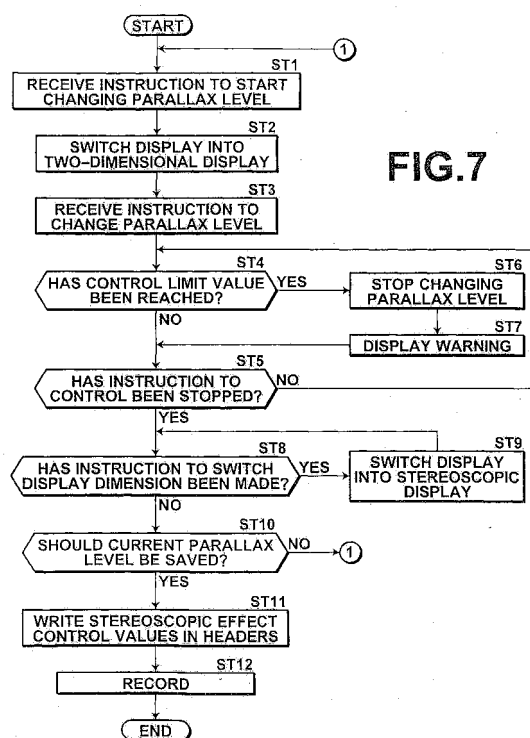 START
1
ST1
RECEIVE INSTRUCTION TO START
CHANGING PARALLAX LEVEL
ST2
SWITCH DISPLAY INTO
TWO-DIMENSIONAL DISPLAY
FIG.7
ST3
RECEIVE INSTRUCTION TO
CHANGE PARALLAX LEVEL
ST4
HAS CONTROL LIMIT VALUE
BEEN REACHED?
YES
NO
ST6
STOP CHANGING
PARALLAX LEVEL
ST7
DISPLAY WARNING
ST5
HAS INSTRUCTION TO
CONTROL BEEN STOPPED?
NO
YES
ST8
HAS INSTRUCTION TO SWITCH
DISPLAY DIMENSION BEEN MADE?
YES
NO
ST9
SWITCH DISPLAY
INTO STEREOSCOPIC
DISPLAY
ST10
SHOULD CURRENT PARALLAX
LEVEL BE SAVED?
NO
1
YES
ST11
WRITE STEREOSCOPIC EFFECT
CONTROL VALUES IN HEADERS
ST12
RECORD
END